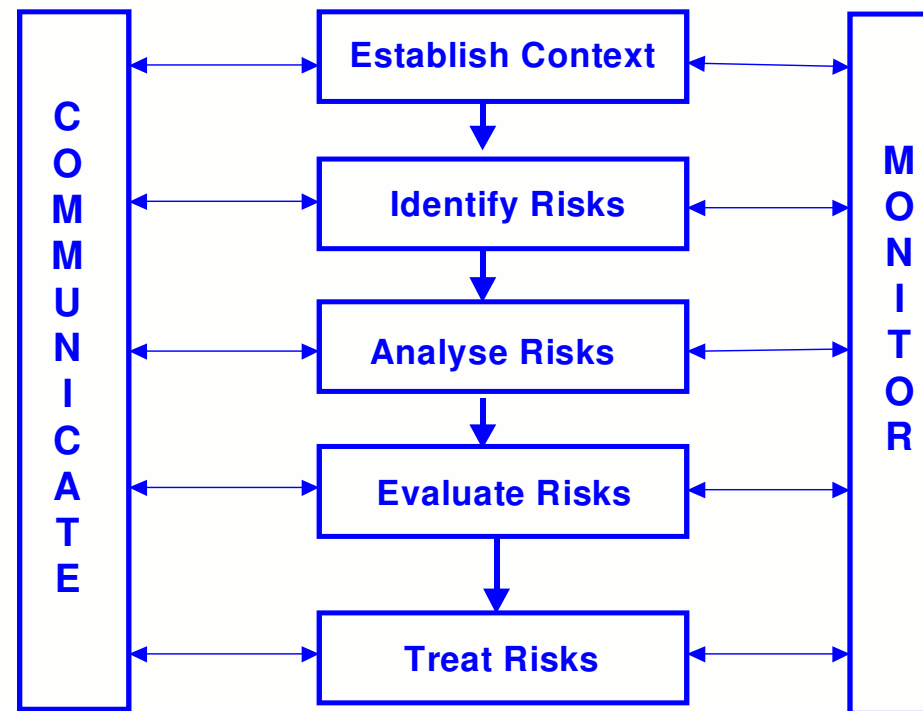 COMMUNICATE
Establish Context
Identify Risks
Analyse Risks
Evaluate Risks
Treat Risks
MONITOR